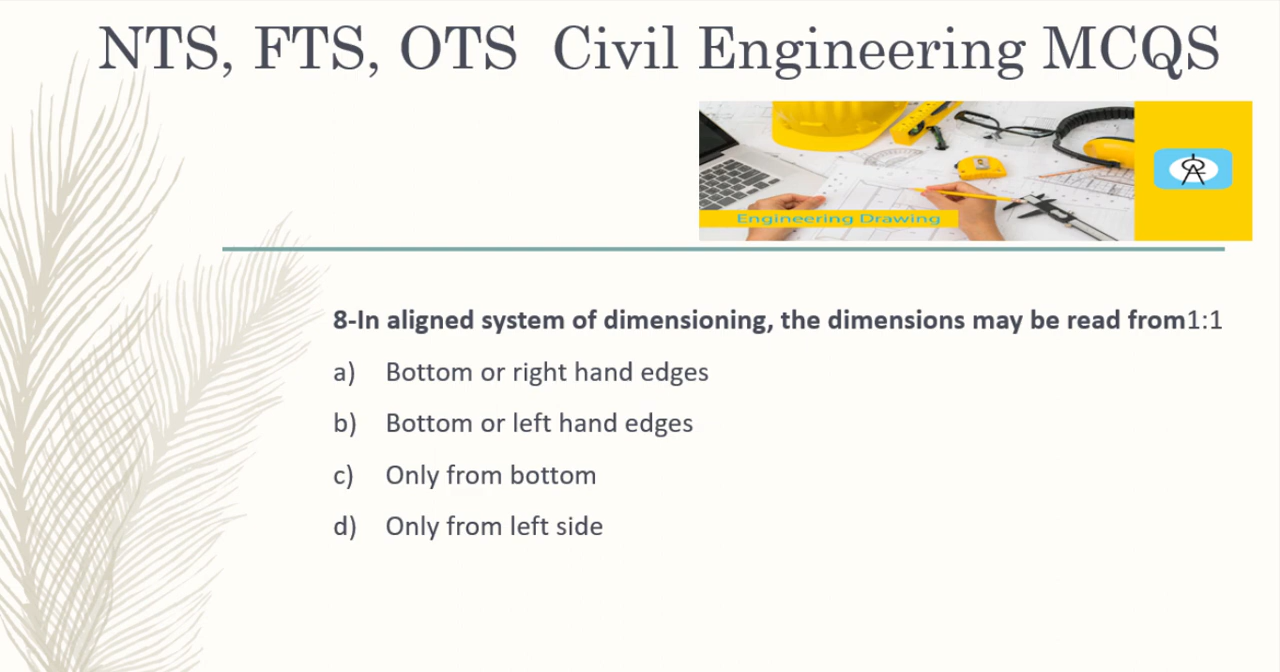 NTS, FTS, OTS Civil Engineering MCQS
Engineering Drawing
8-In aligned system of dimensioning, the dimensions may be read from1:1
a) Bottom or right hand edges
b) Bottom or left hand edges
c) Only from bottom
d) Only from left side